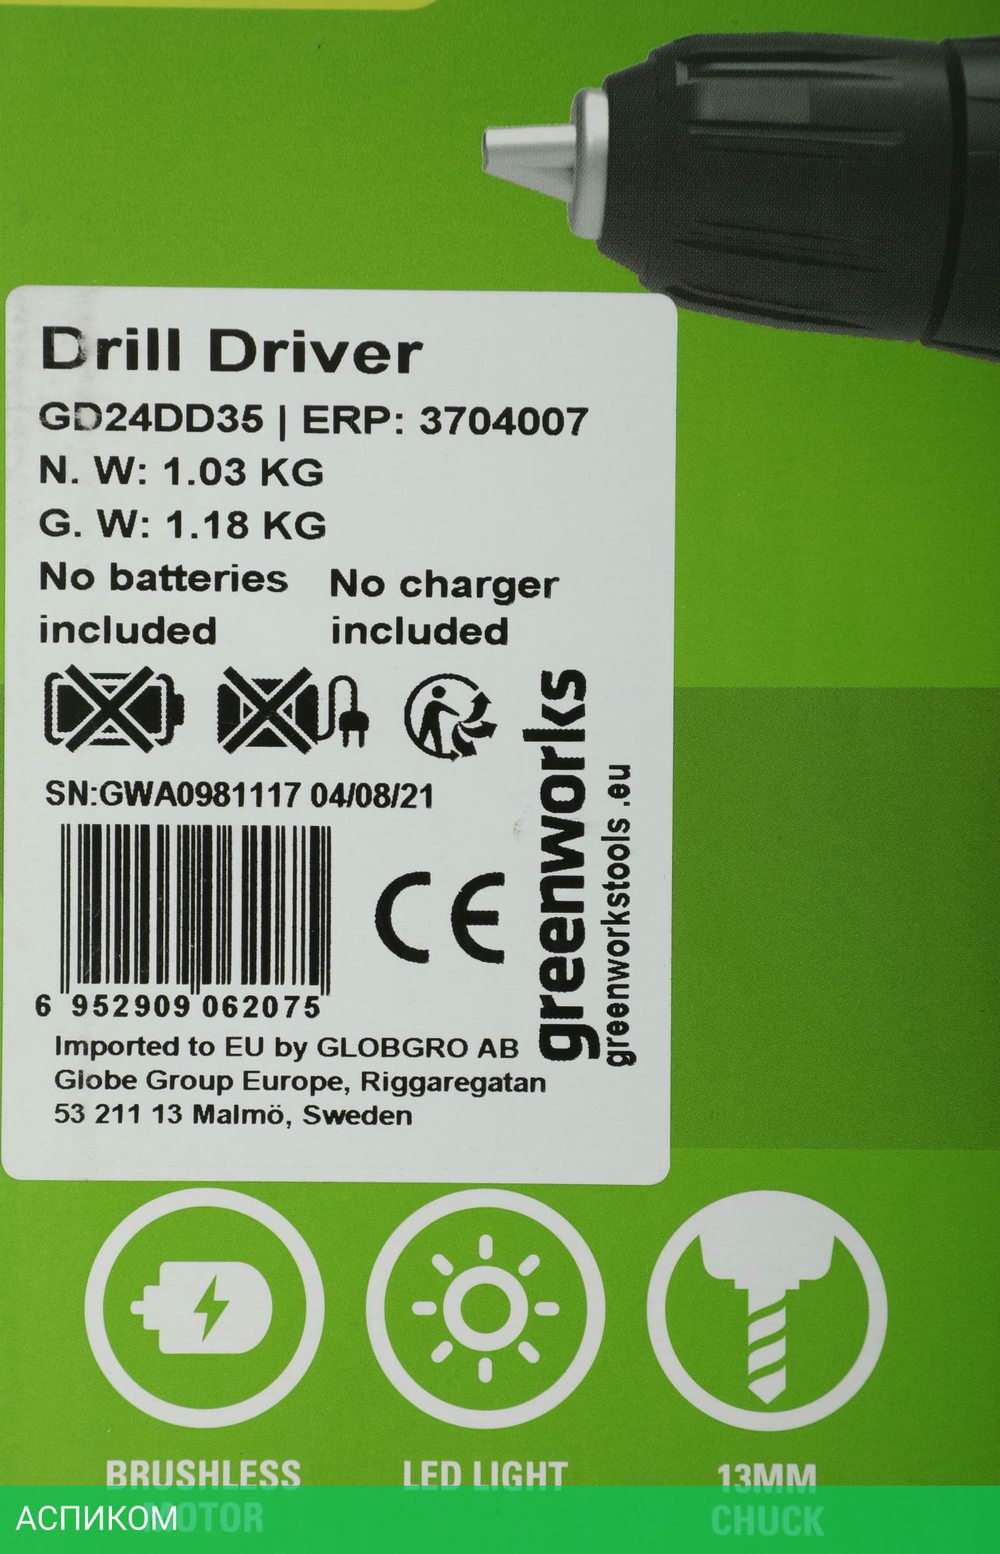 Drill Driver
GD24DD35 | ERP: 3704007
N. W: 1.03 KG
G. W: 1.18 KG
No batteries included
No charger included
SN:GWA0981117 04/08/21
6 952909 062075
Imported to EU by GLOBGRO AB
Globe Group Europe, Riggaregatan
53 211 13 Malmö, Sweden
greenworks
greenworkstools .eu
BRUSHLESS
MOTOR
LED LIGHT
13MM
CHUCK
АСПИКОМ